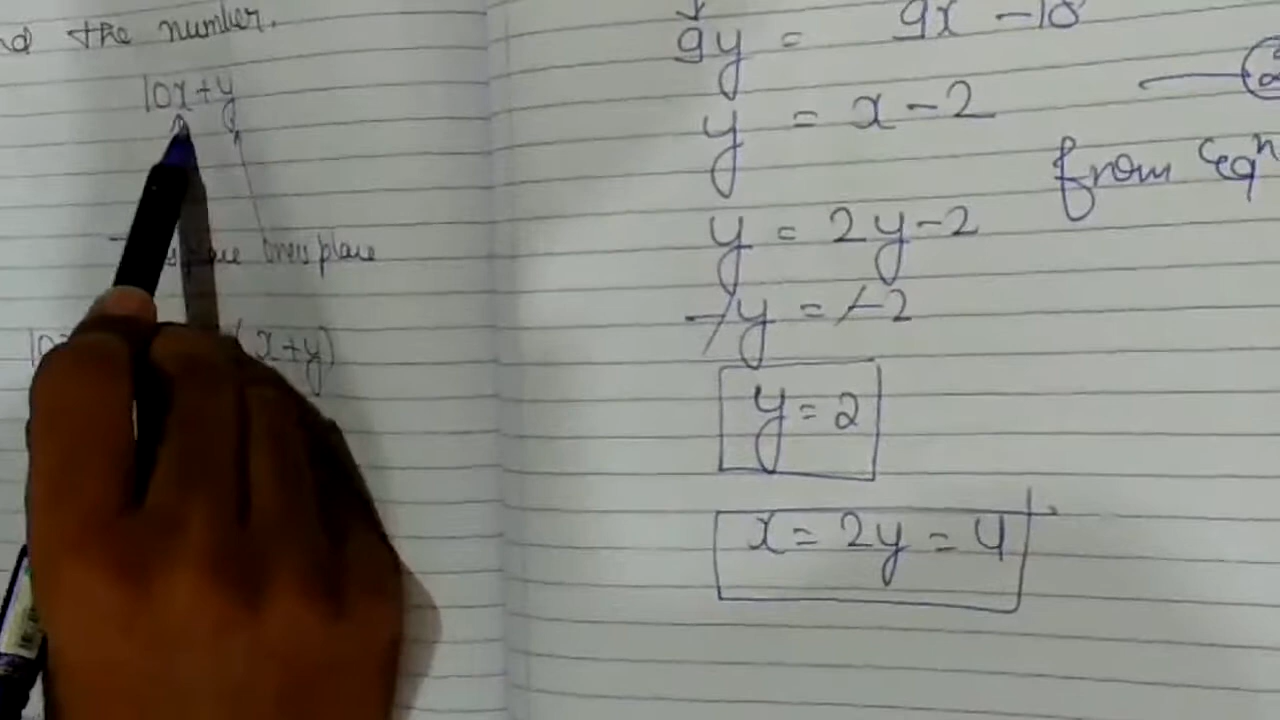 the number.
10x+y
ones place
(x+y)
9y = 9x -18
y = x - 2
from Eqn
y = 2y-2
-y = -2
y = 2
x = 2y = 4